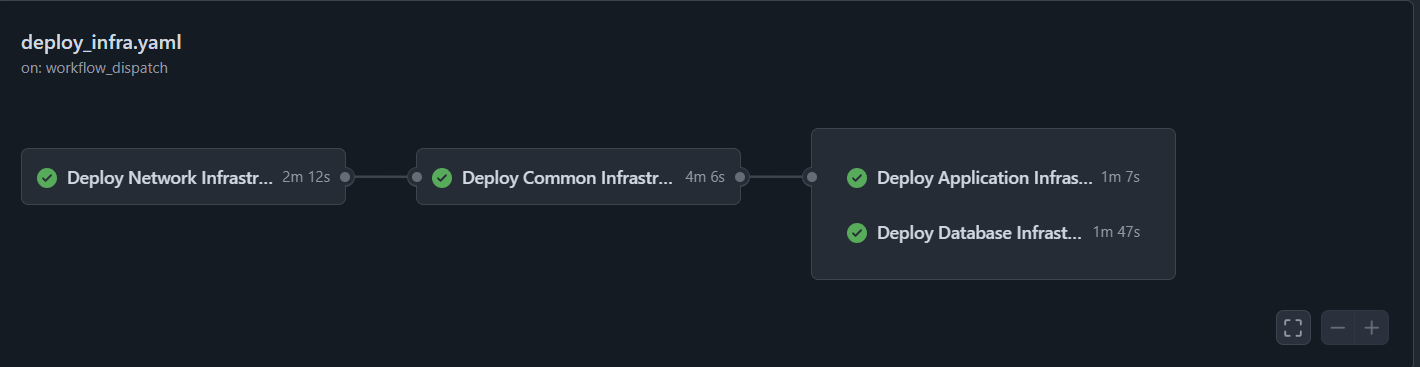 deploy_infra.yaml
on: workflow_dispatch
Deploy Network Infrastr... 2m 12s
Deploy Common Infrastr... 4m 6s
Deploy Application Infras... 1m 7s
Deploy Database Infrast... 1m 47s